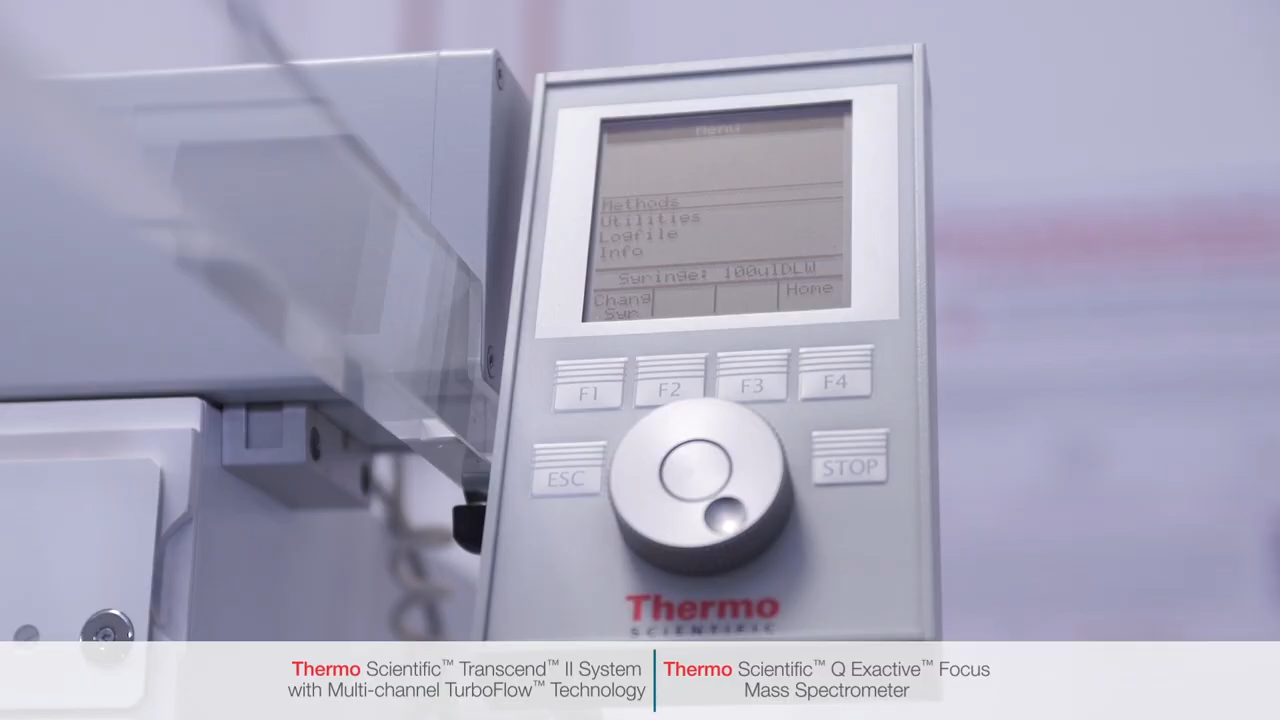 Menu
Methods
Utilities
Logfile
Info
Syringe: 100ulDLW
Chang Home
Syr
F1 F2 F3 F4
ESC STOP
Thermo
SCIENTIFIC
Thermo Scientific™ Transcend™ II System
with Multi-channel TurboFlow™ Technology
Thermo Scientific™ Q Exactive™ Focus
Mass Spectrometer